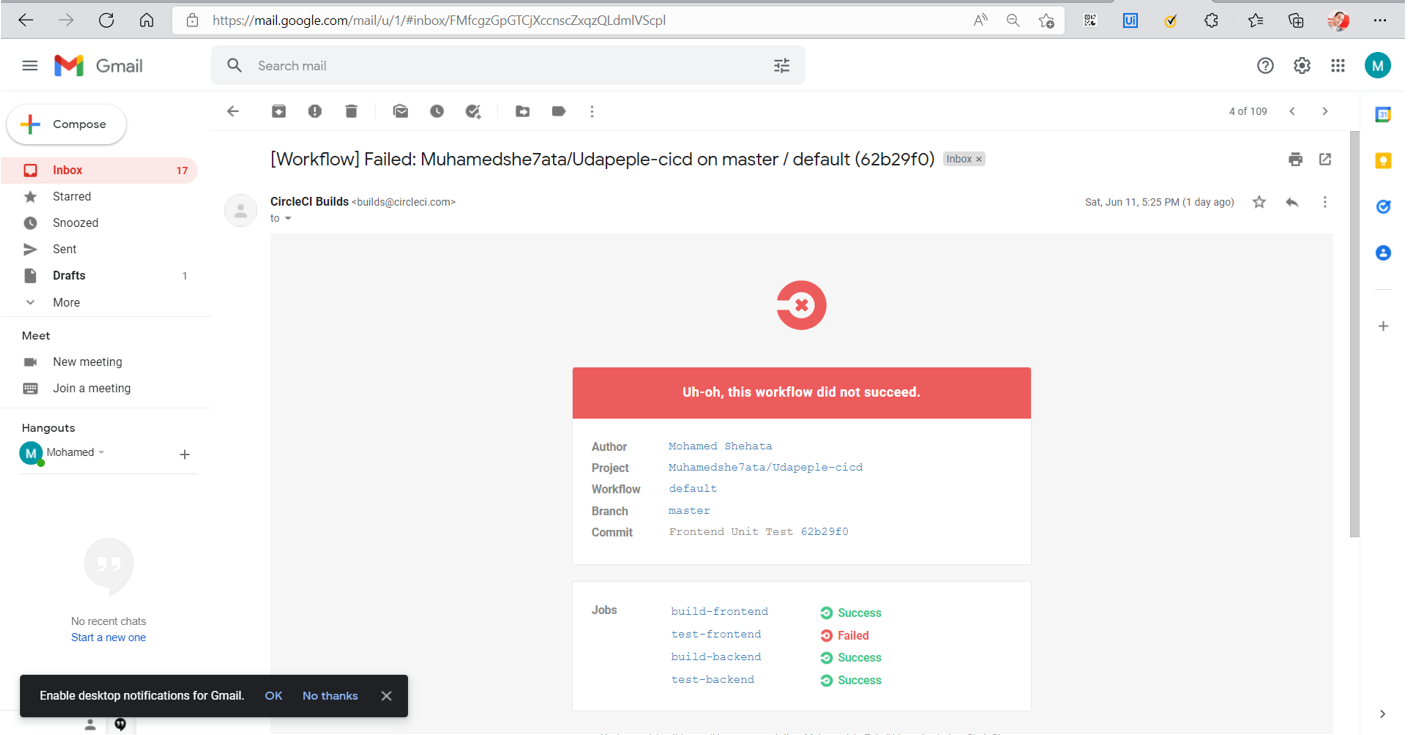 https://mail.google.com/mail/u/1/#inbox/FMfcgzGpGTCjXccnscZxqzQLdmlVScpl
Gmail
Search mail
M
Compose
4 of 109
Inbox 17
Starred
Snoozed
Sent
Drafts 1
More
Meet
New meeting
Join a meeting
Hangouts
M Mohamed
No recent chats
Start a new one
[Workflow] Failed: Muhamedshe7ata/Udapeple-cicd on master / default (62b29f0) Inbox ×
CircleCI Builds <builds@circleci.com> Sat, Jun 11, 5:25 PM (1 day ago)
to
Uh-oh, this workflow did not succeed.
Author Mohamed Shehata
Project Muhamedshe7ata/Udapeple-cicd
Workflow default
Branch master
Commit Frontend Unit Test 62b29f0
Jobs build-frontend Success
test-frontend Failed
build-backend Success
test-backend Success
Enable desktop notifications for Gmail. OK No thanks
31
Ui